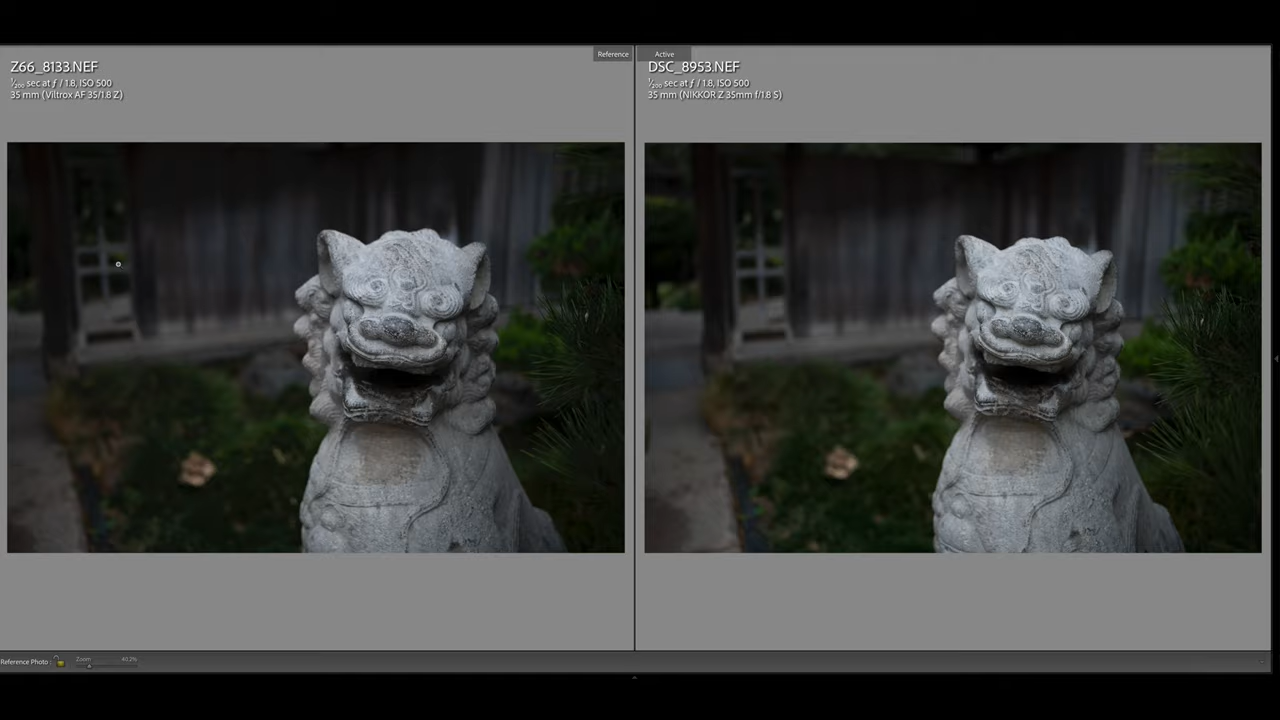 Reference
Z66_8133.NEF
1/200 sec at ƒ / 1.8, ISO 500
35 mm (Viltrox AF 35/1.8 Z)
Active
DSC_8953.NEF
1/200 sec at ƒ / 1.8, ISO 500
35 mm (NIKKOR Z 35mm f/1.8 S)
Reference Photo :
Zoom 40.2%